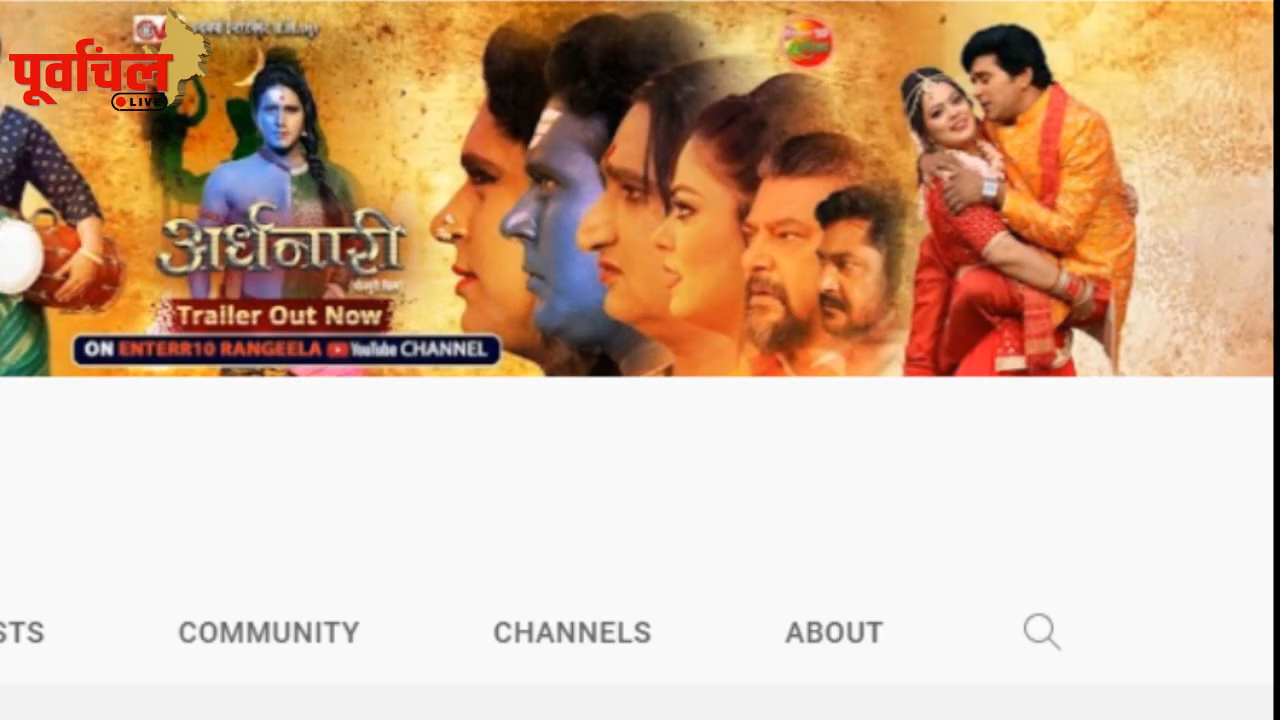 पूर्वांचल
LIVE
अर्धनारी
Trailer Out Now
ON ENTERR10 RANGEELA YouTube CHANNEL
STS
COMMUNITY
CHANNELS
ABOUT